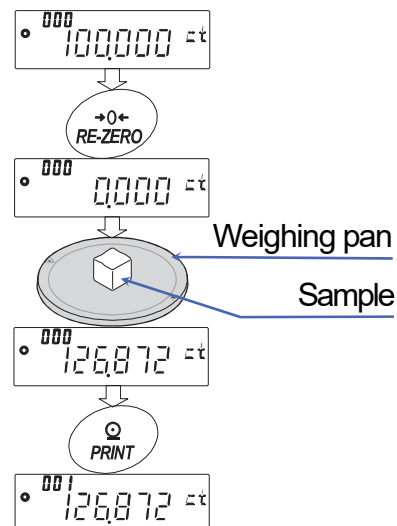 000
100.000 ct
→0←
RE-ZERO
000
0.000 ct
Weighing pan
Sample
000
126.872 ct
PRINT
001
126.872 ct